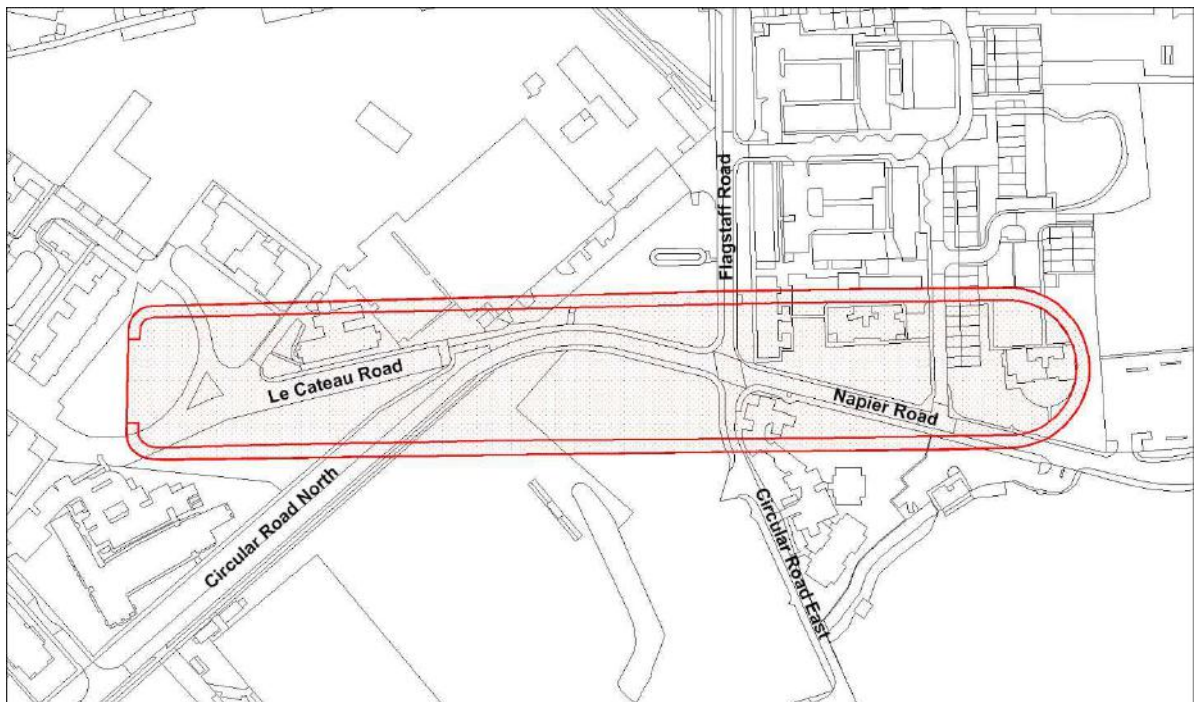 Flagstaff Road
Le Cateau Road
Napier Road
Circular Road North
Circular Road East